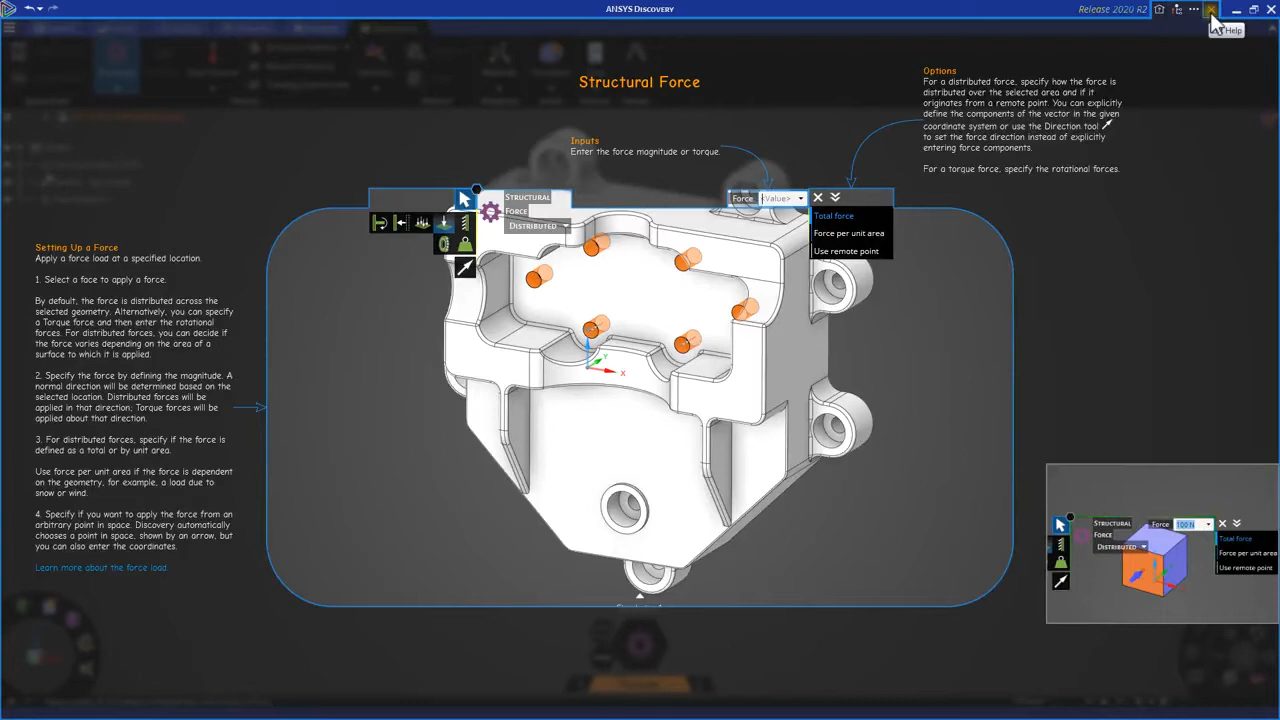 ANSYS Discovery
Release 2020 R2
Help
Structural Force
Options
For a distributed force, specify how the force is
distributed over the selected area and if it
originates from a remote point. You can explicitly
define the components of the vector in the given
coordinate system or use the Direction tool
to set the force direction instead of explicitly
entering force components.
For a torque force, specify the rotational forces.
Inputs
Enter the force magnitude or torque.
STRUCTURAL
FORCE
DISTRIBUTED
Force <Value>
Total force
Force per unit area
Use remote point
Z
Y
X
Setting Up a Force
Apply a force load at a specified location.
1. Select a face to apply a force.
By default, the force is distributed across the
selected geometry. Alternatively, you can specify
a Torque force and then enter the rotational
forces. For distributed forces, you can decide if
the force varies depending on the area of a
surface to which it is applied.
2. Specify the force by defining the magnitude. A
normal direction will be determined based on the
selected location. Distributed forces will be
applied in that direction; Torque forces will be
applied about that direction.
3. For distributed forces, specify if the force is
defined as a total or by unit area.
Use force per unit area if the force is dependent
on the geometry, for example, a load due to
snow or wind.
4. Specify if you want to apply the force from an
arbitrary point in space. Discovery automatically
chooses a point in space, shown by an arrow, but
you can also enter the coordinates.
Learn more about the force load.
STRUCTURAL
FORCE
DISTRIBUTED
Force 100 N
Total force
Force per unit area
Use remote point